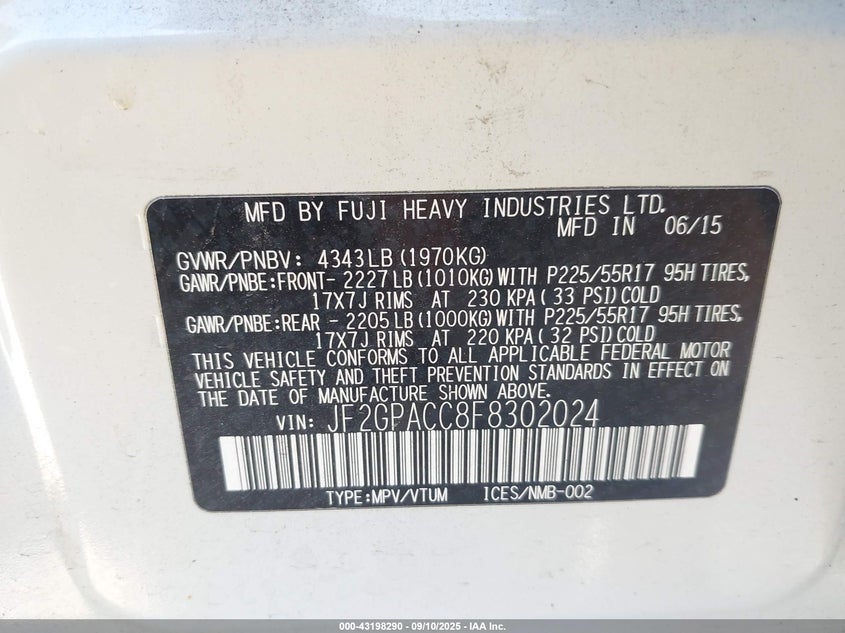 MFD BY FUJI HEAVY INDUSTRIES LTD.
MFD IN 06/15
GVWR/PNBV: 4343LB (1970KG)
GAWR/PNBE:FRONT- 2227LB (1010KG) WITH P225/55R17 95H TIRES,
17X7J RIMS AT 230 KPA ( 33 PSI) COLD
GAWR/PNBE:REAR - 2205LB (1000KG) WITH P225/55R17 95H TIRES,
17X7J RIMS AT 220 KPA ( 32 PSI) COLD
THIS VEHICLE CONFORMS TO ALL APPLICABLE FEDERAL MOTOR
VEHICLE SAFETY AND THEFT PREVENTION STANDARDS IN EFFECT ON
THE DATE OF MANUFACTURE SHOWN ABOVE.
VIN: JF2GPACC8F8302024
TYPE:MPV/VTUM ICES/NMB-002
000-43198290 - 09/10/2025 - IAA Inc.